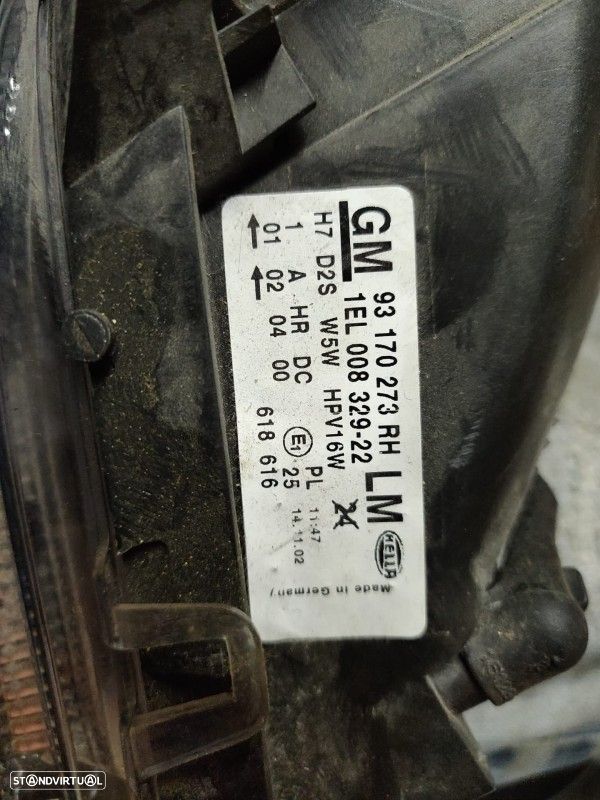 GM 93 170 273 RH LM
1EL 008 329-22
HELLA
H7 D2S W5W HPV16W 24
1 A HR DC E1 25 PL 11:47
01 02 04 00 618 616 14.11.02
Made in Germany
STANDVIRTUAL